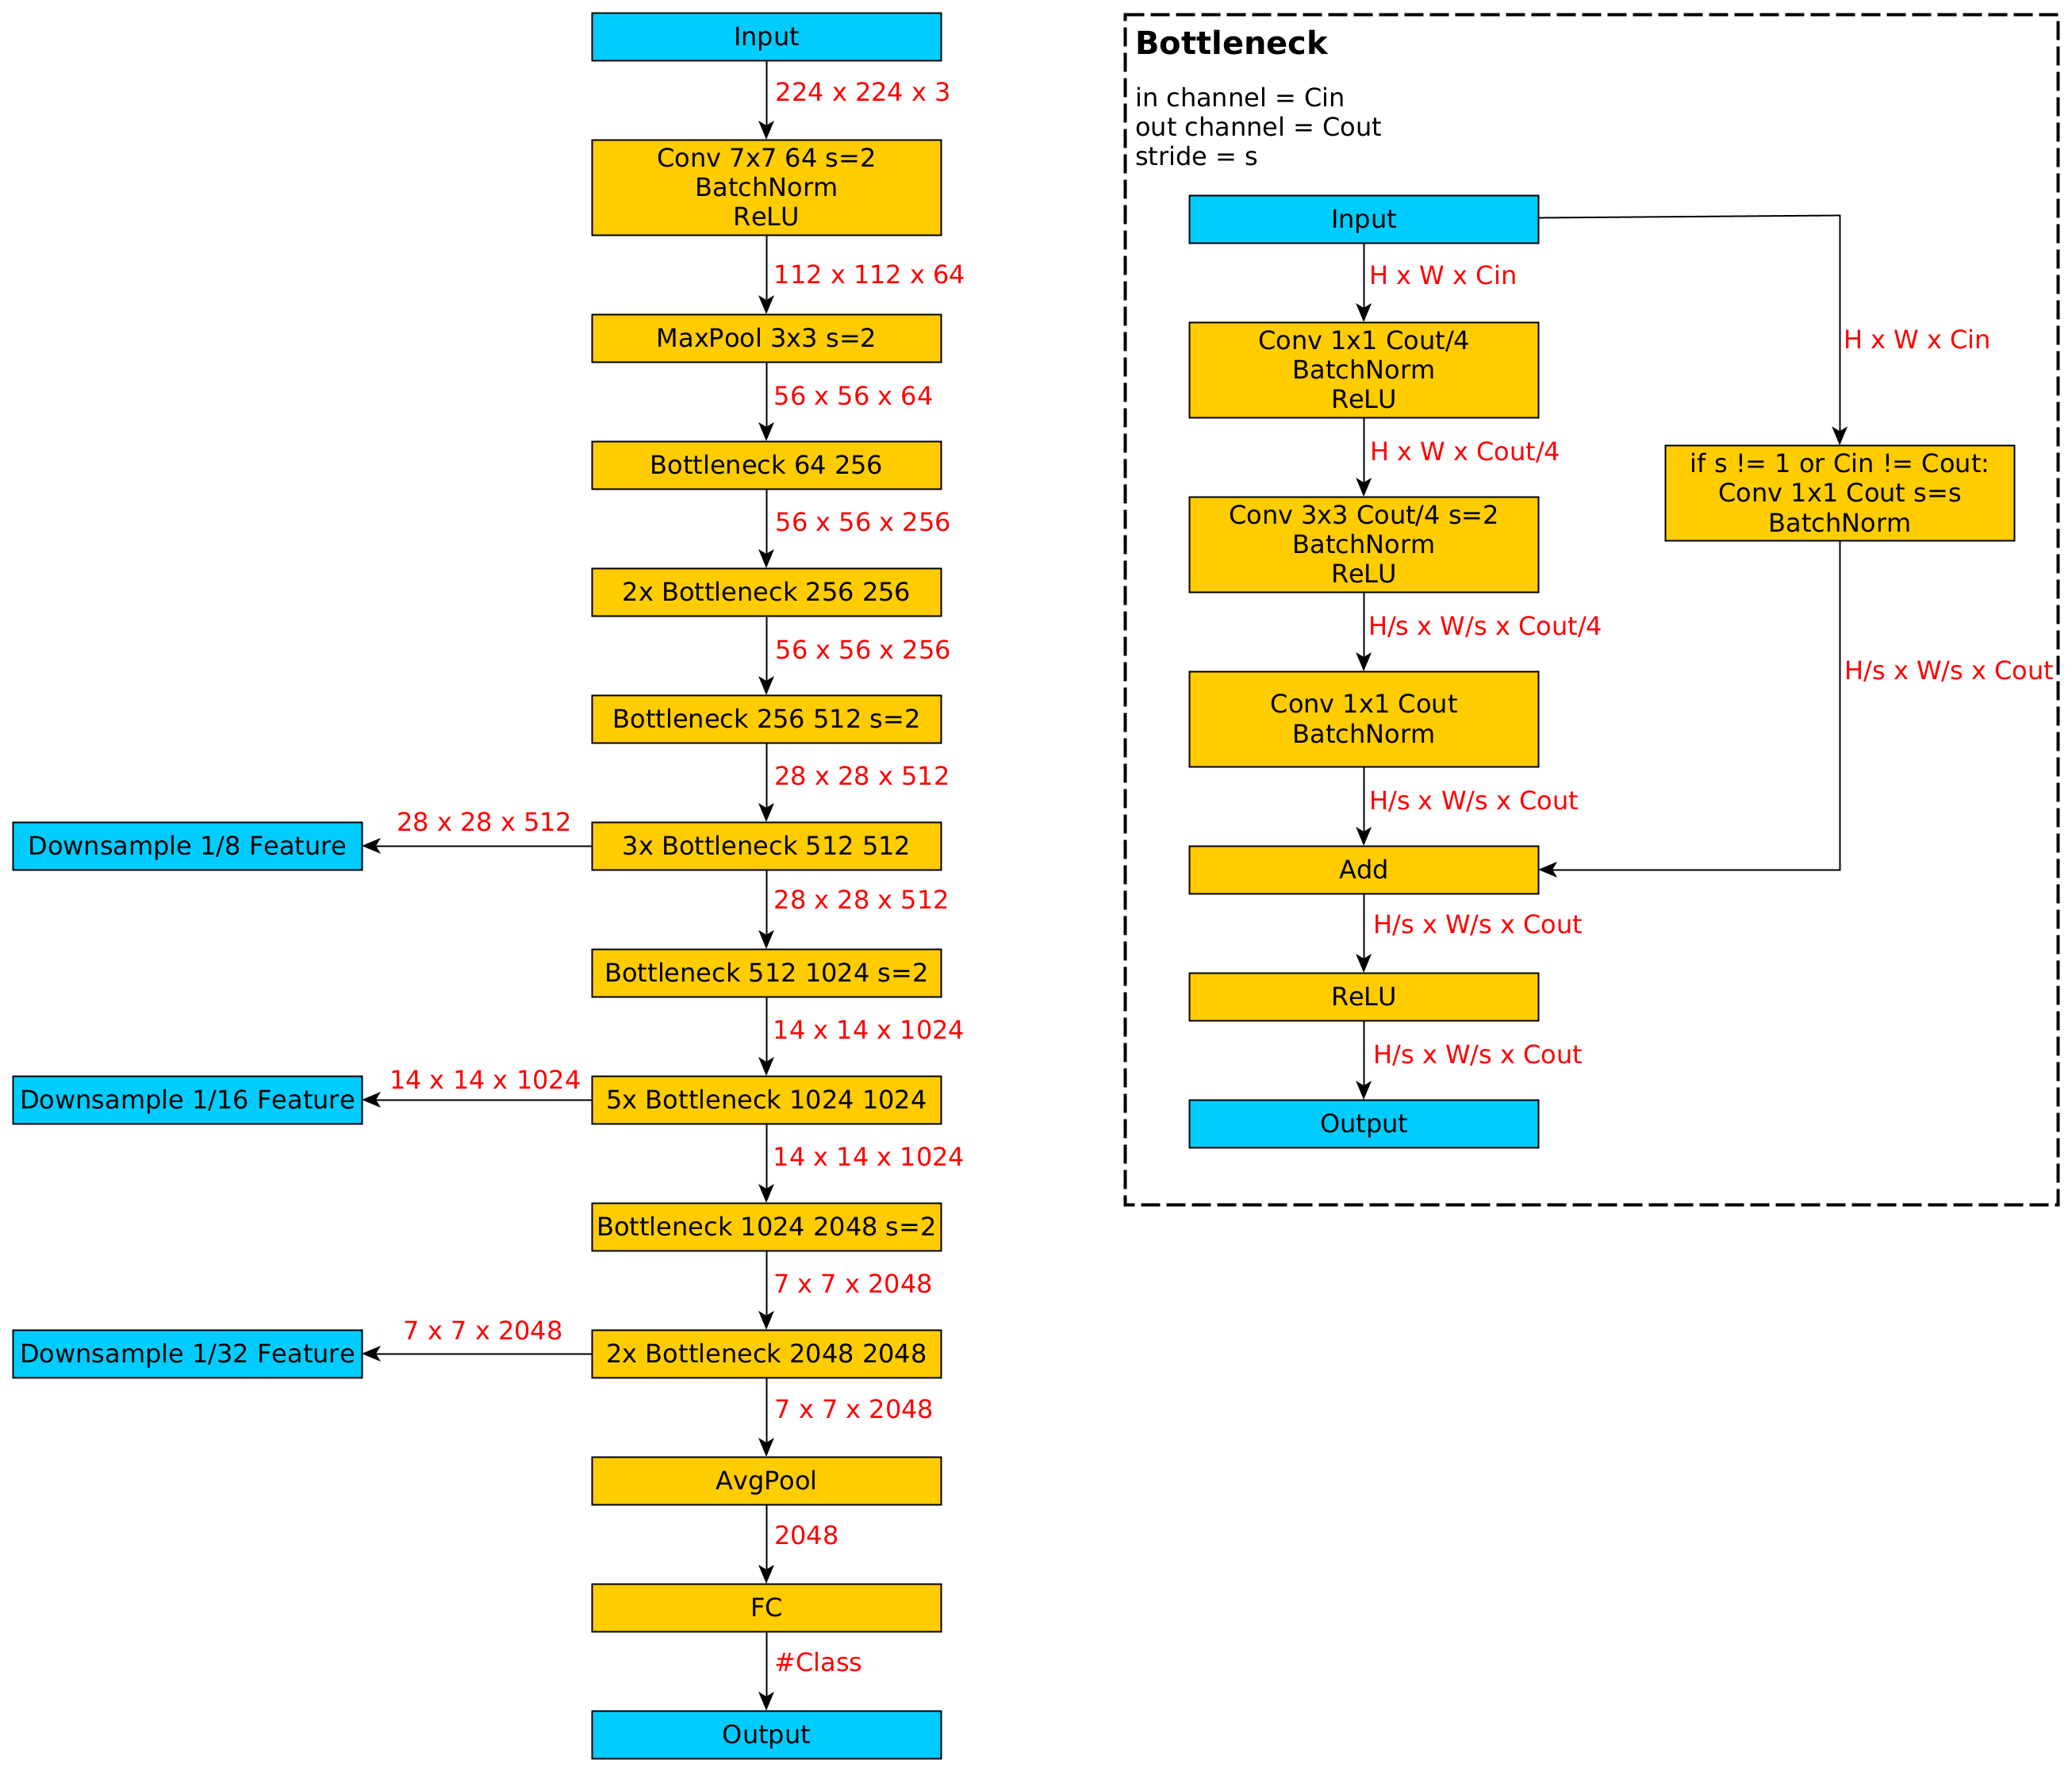 Input
224 x 224 x 3
Conv 7x7 64 s=2
BatchNorm
ReLU
112 x 112 x 64
MaxPool 3x3 s=2
56 x 56 x 64
Bottleneck 64 256
56 x 56 x 256
2x Bottleneck 256 256
56 x 56 x 256
Bottleneck 256 512 s=2
28 x 28 x 512
3x Bottleneck 512 512
28 x 28 x 512
Downsample 1/8 Feature
28 x 28 x 512
Bottleneck 512 1024 s=2
14 x 14 x 1024
5x Bottleneck 1024 1024
14 x 14 x 1024
Downsample 1/16 Feature
14 x 14 x 1024
Bottleneck 1024 2048 s=2
7 x 7 x 2048
2x Bottleneck 2048 2048
7 x 7 x 2048
Downsample 1/32 Feature
7 x 7 x 2048
AvgPool
2048
FC
#Class
Output
Bottleneck
in channel = Cin
out channel = Cout
stride = s
Input
H x W x Cin
Conv 1x1 Cout/4
BatchNorm
ReLU
H x W x Cout/4
Conv 3x3 Cout/4 s=2
BatchNorm
ReLU
H/s x W/s x Cout/4
Conv 1x1 Cout
BatchNorm
H/s x W/s x Cout
H x W x Cin
if s != 1 or Cin != Cout:
Conv 1x1 Cout s=s
BatchNorm
H/s x W/s x Cout
Add
H/s x W/s x Cout
ReLU
H/s x W/s x Cout
Output